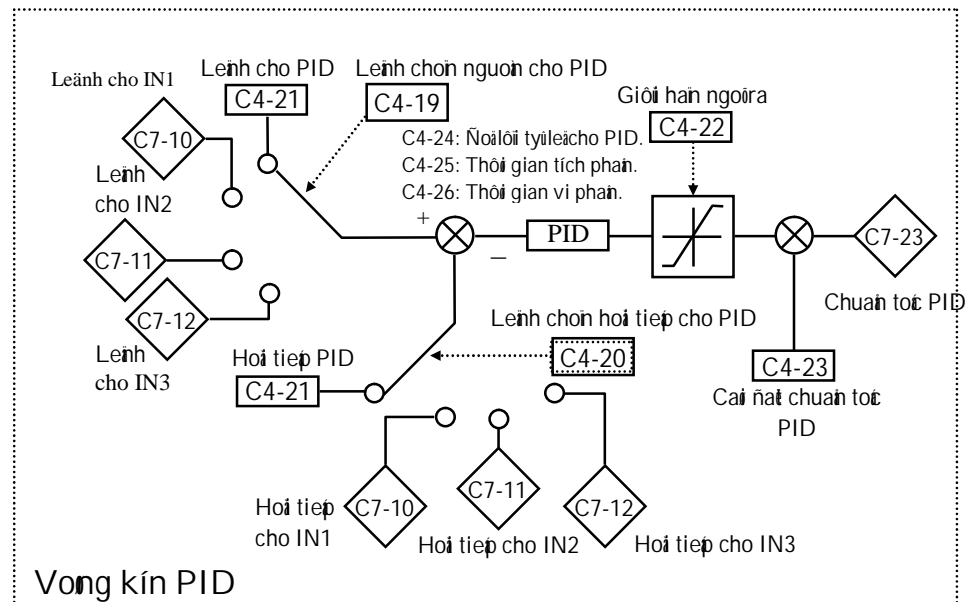 Leänh cho IN1
Leänh cho PID
Leänh choïn nguoàn cho PID
C4-21
C4-19
Giôùi haïn ngoõ ra
C4-22
C7-10
C4-24: Ñoä lôïi tyû leä cho PID.
C4-25: Thôøi gian tích phaân.
C4-26: Thôøi gian vi phaân.
Leänh
cho IN2
+
–
PID
C7-23
C7-11
C7-12
Chuaån toác PID
Leänh
cho IN3
Leänh choïn hoài tieáp cho PID
C4-20
Hoài tieáp PID
C4-21
C4-23
Caøi ñaët chuaån toác
PID
C7-10
C7-11
C7-12
Hoài tieáp
cho IN1
Hoài tieáp cho IN2
Hoài tieáp cho IN3
Voøng kín PID